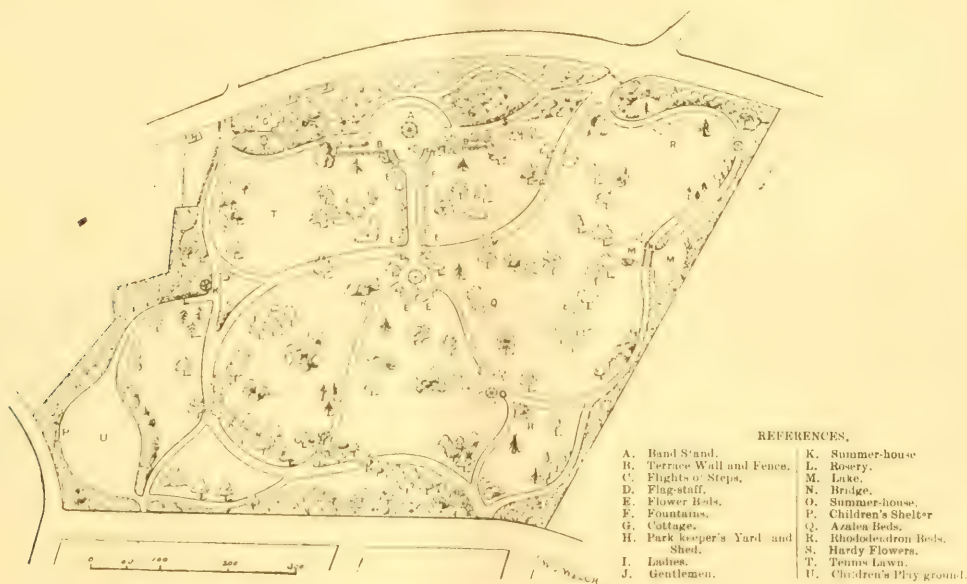 REFERENCES.
A. Band Stand.
B. Terrace Wall and Fence.
C. Flights of Steps.
D. Flag-staff.
E. Flower Beds.
F. Fountains.
G. Cottage.
H. Park keeper's Yard and
Shed.
I. Ladies.
J. Gentlemen.
K. Summer-house
L. Rosery.
M. Lake.
N. Bridge.
O. Summer-house.
P. Children's Shelter
Q. Azalea Beds.
R. Rhododendron Beds.
S. Hardy Flowers.
T. Tennis Lawn.
U. Children's Play ground.
A
B
B
R
T
E
E
E
M
M
K
E
E
Q
R
P
U
O
R
0 50 100 200 300